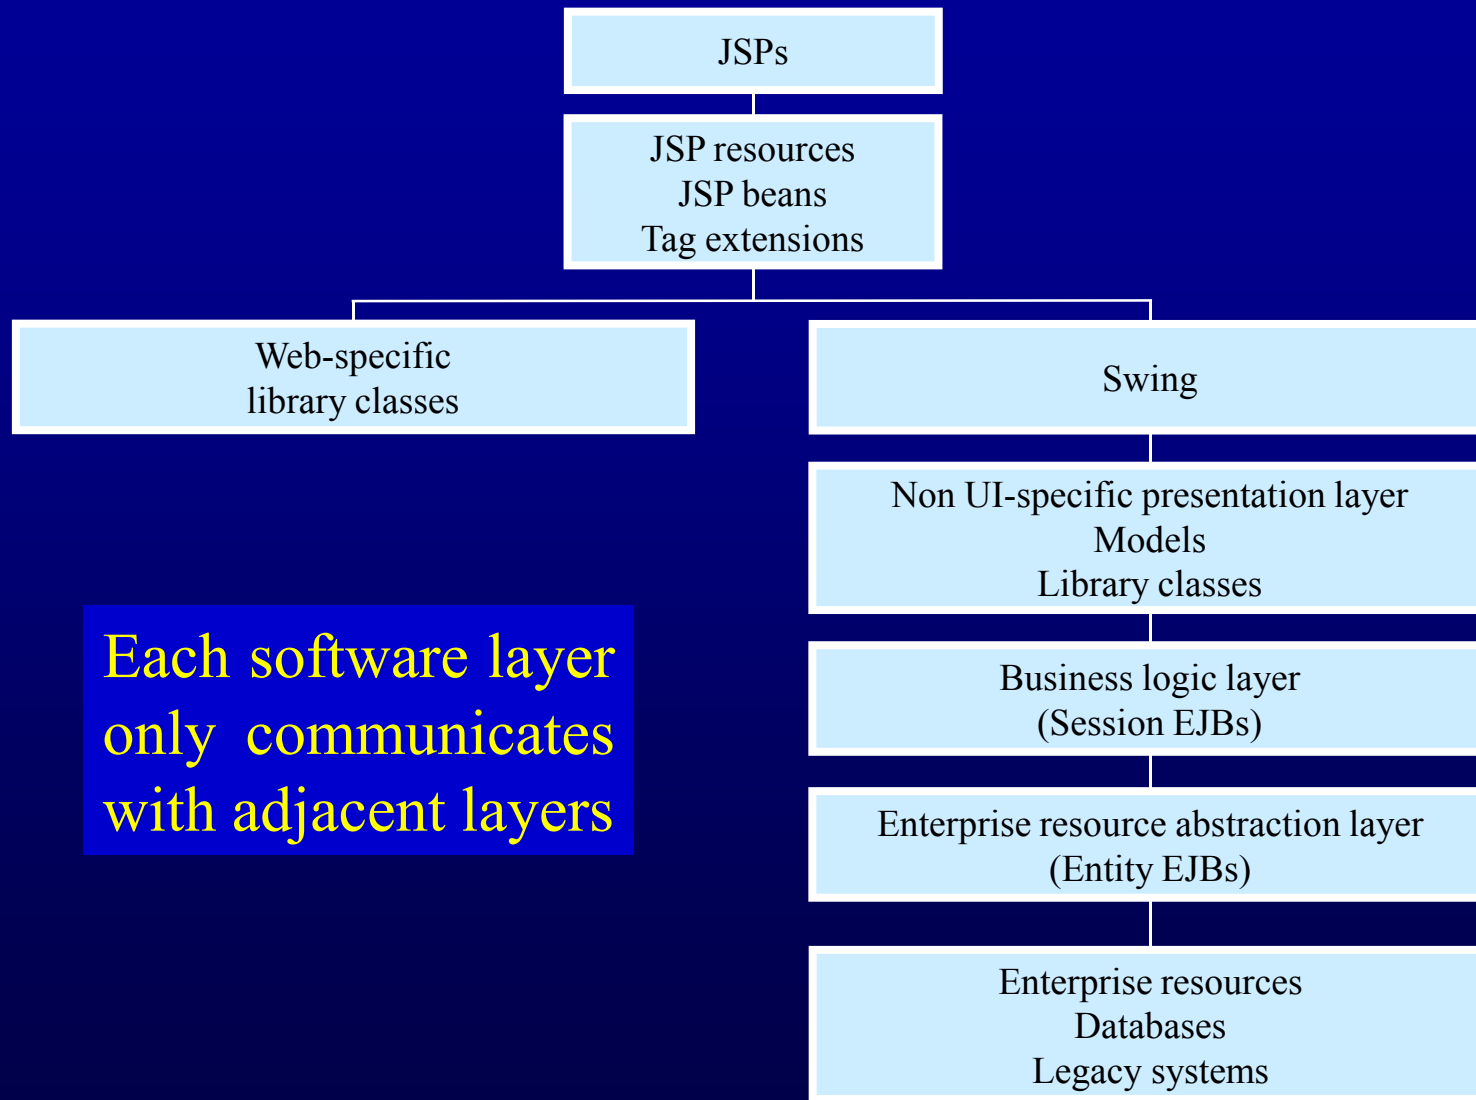 JSPs
JSP resources
JSP beans
Tag extensions
Web-specific
library classes
Swing
Non UI-specific presentation layer
Models
Library classes
Each software layer
only communicates
with adjacent layers
Business logic layer
(Session EJBs)
Enterprise resource abstraction layer
(Entity EJBs)
Enterprise resources
Databases
Legacy systems